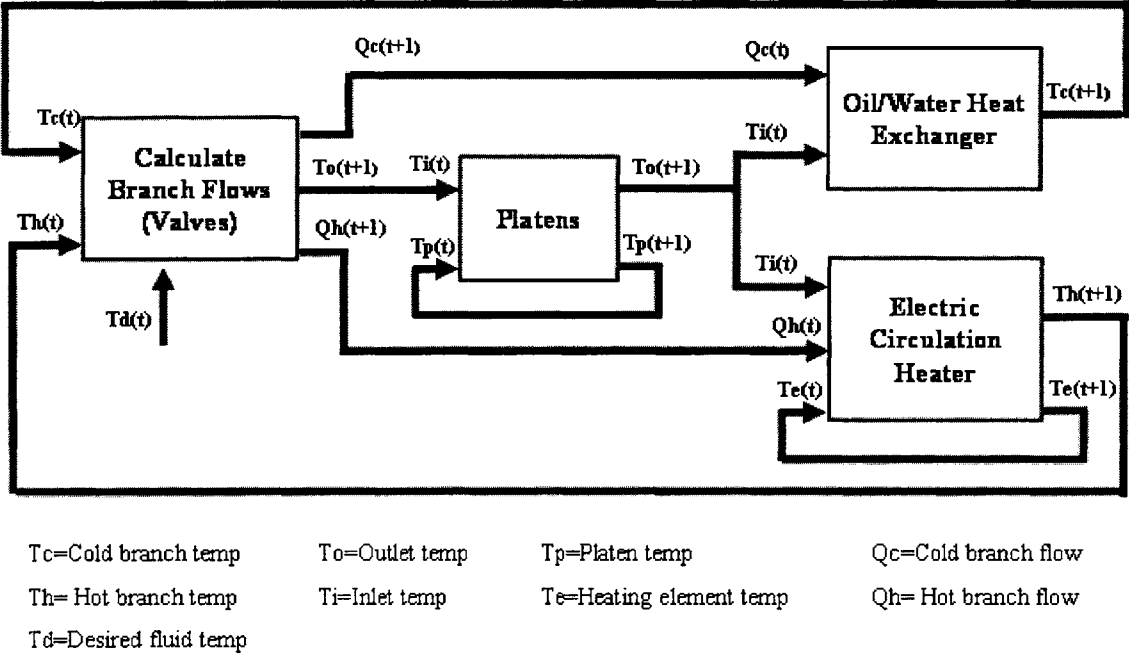 Qc(t+1)
Qc(t)
Tc(t)
Calculate
Branch Flows
(Valves)
Th(t)
Td(t)
To(t+1)
Qh(t+1)
Ti(t)
Tp(t)
Platens
To(t+1)
Tp(t+1)
Ti(t)
Oil/Water Heat
Exchanger
Tc(t+1)
Ti(t)
Qh(t)
Te(t)
Electric
Circulation
Heater
Th(t+1)
Te(t+1)
Tc=Cold branch temp To=Outlet temp Tp=Platen temp Qc=Cold branch flow
Th= Hot branch temp Ti=Inlet temp Te=Heating element temp Qh= Hot branch flow
Td=Desired fluid temp